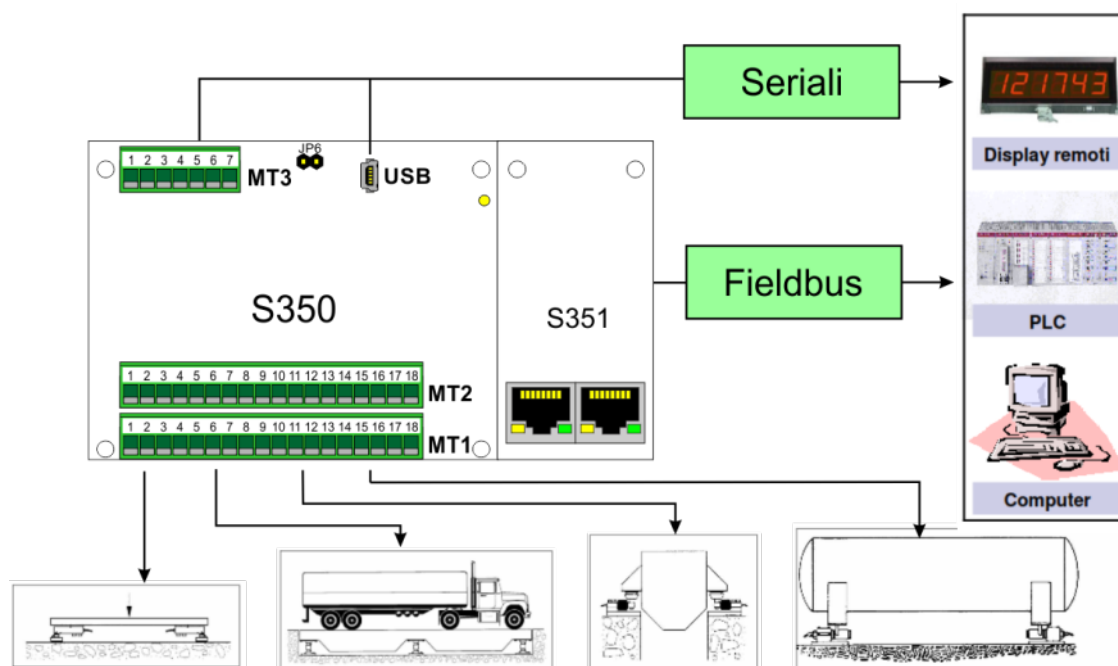 Seriali
121743
Display remoti
JP6
1 2 3 4 5 6 7
MT3
USB
S350
S351
Fieldbus
PLC
1 2 3 4 5 6 7 8 9 10 11 12 13 14 15 16 17 18
MT2
1 2 3 4 5 6 7 8 9 10 11 12 13 14 15 16 17 18
MT1
Computer